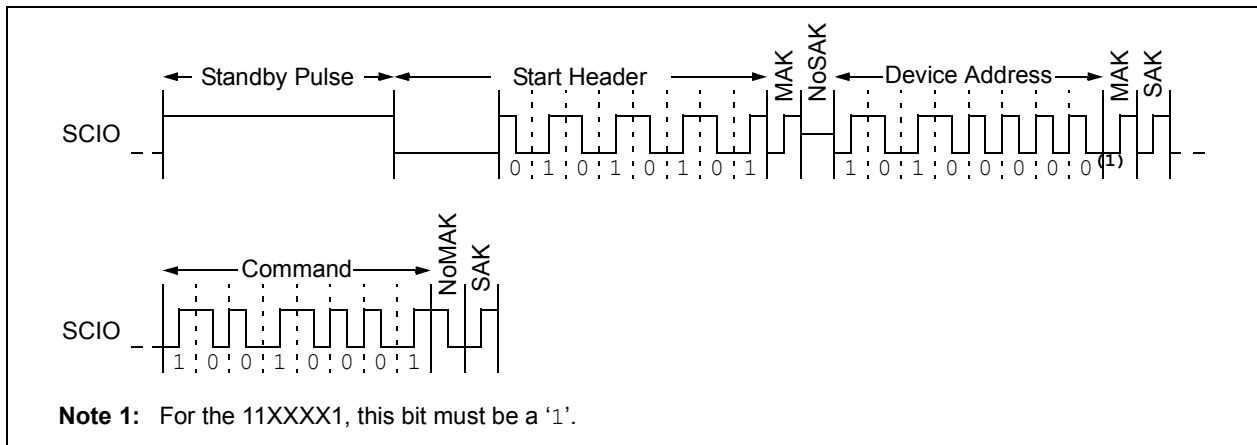 Standby Pulse Start Header MAK NoSAK Device Address MAK SAK
SCIO
0 1 0 1 0 1 0 1 1 0 1 0 0 0 0 0(1)
Command NoMAK SAK
SCIO
1 0 0 1 0 0 0 1
Note 1: For the 11XXXX1, this bit must be a ‘1’.